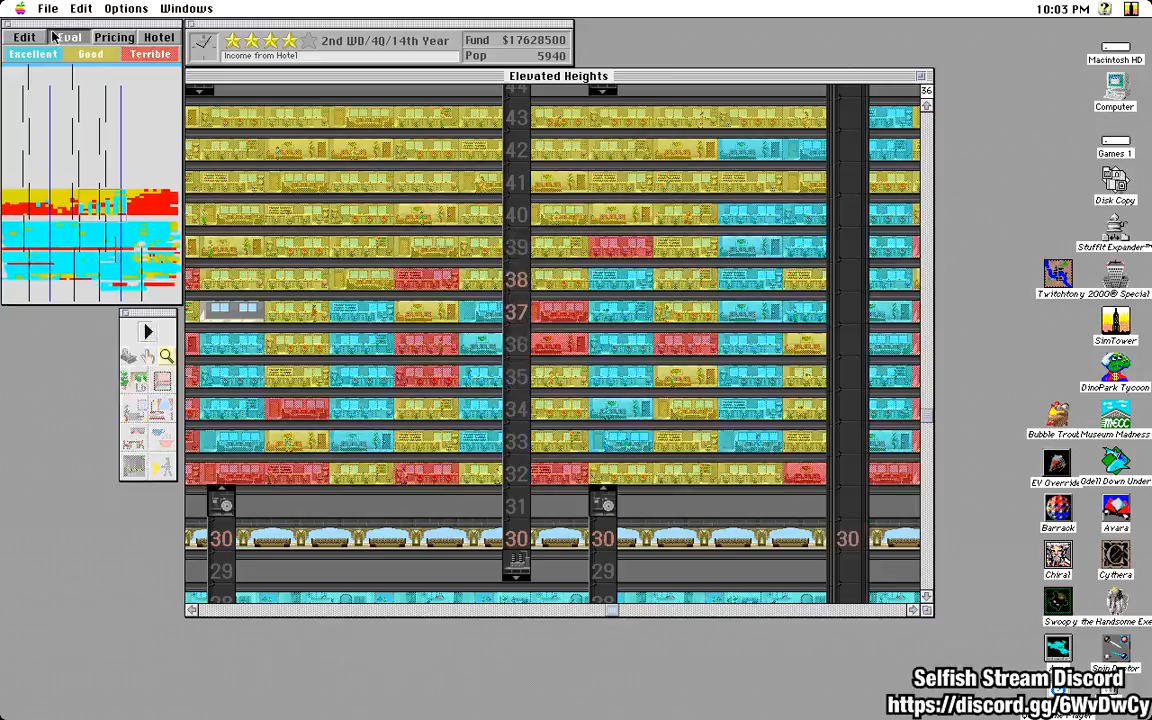 File Edit Options Windows 10:03 PM
Edit Eval Pricing Hotel
Excellent Good Terrible
2nd WD/4Q/14th Year
Income from Hotel
Fund $17628500
Pop 5940
Elevated Heights
36
43
42
41
40
39
38
37
36
35
34
33
32
31
30 30 30 30
29 29
Macintosh HD
Computer
Games 1
Disk Copy
StuffIt Expander™
Twitchtony 2000® Special
SimTower
DinoPark Tycoon
Bubble Trout Museum Madness
EV Override Odell Down Under
Barrack Avara
Chiral Cythera
Swoopy the Handsome
Spin Doctor
Selfish Stream Discord
https://discord.gg/6WvDwCy